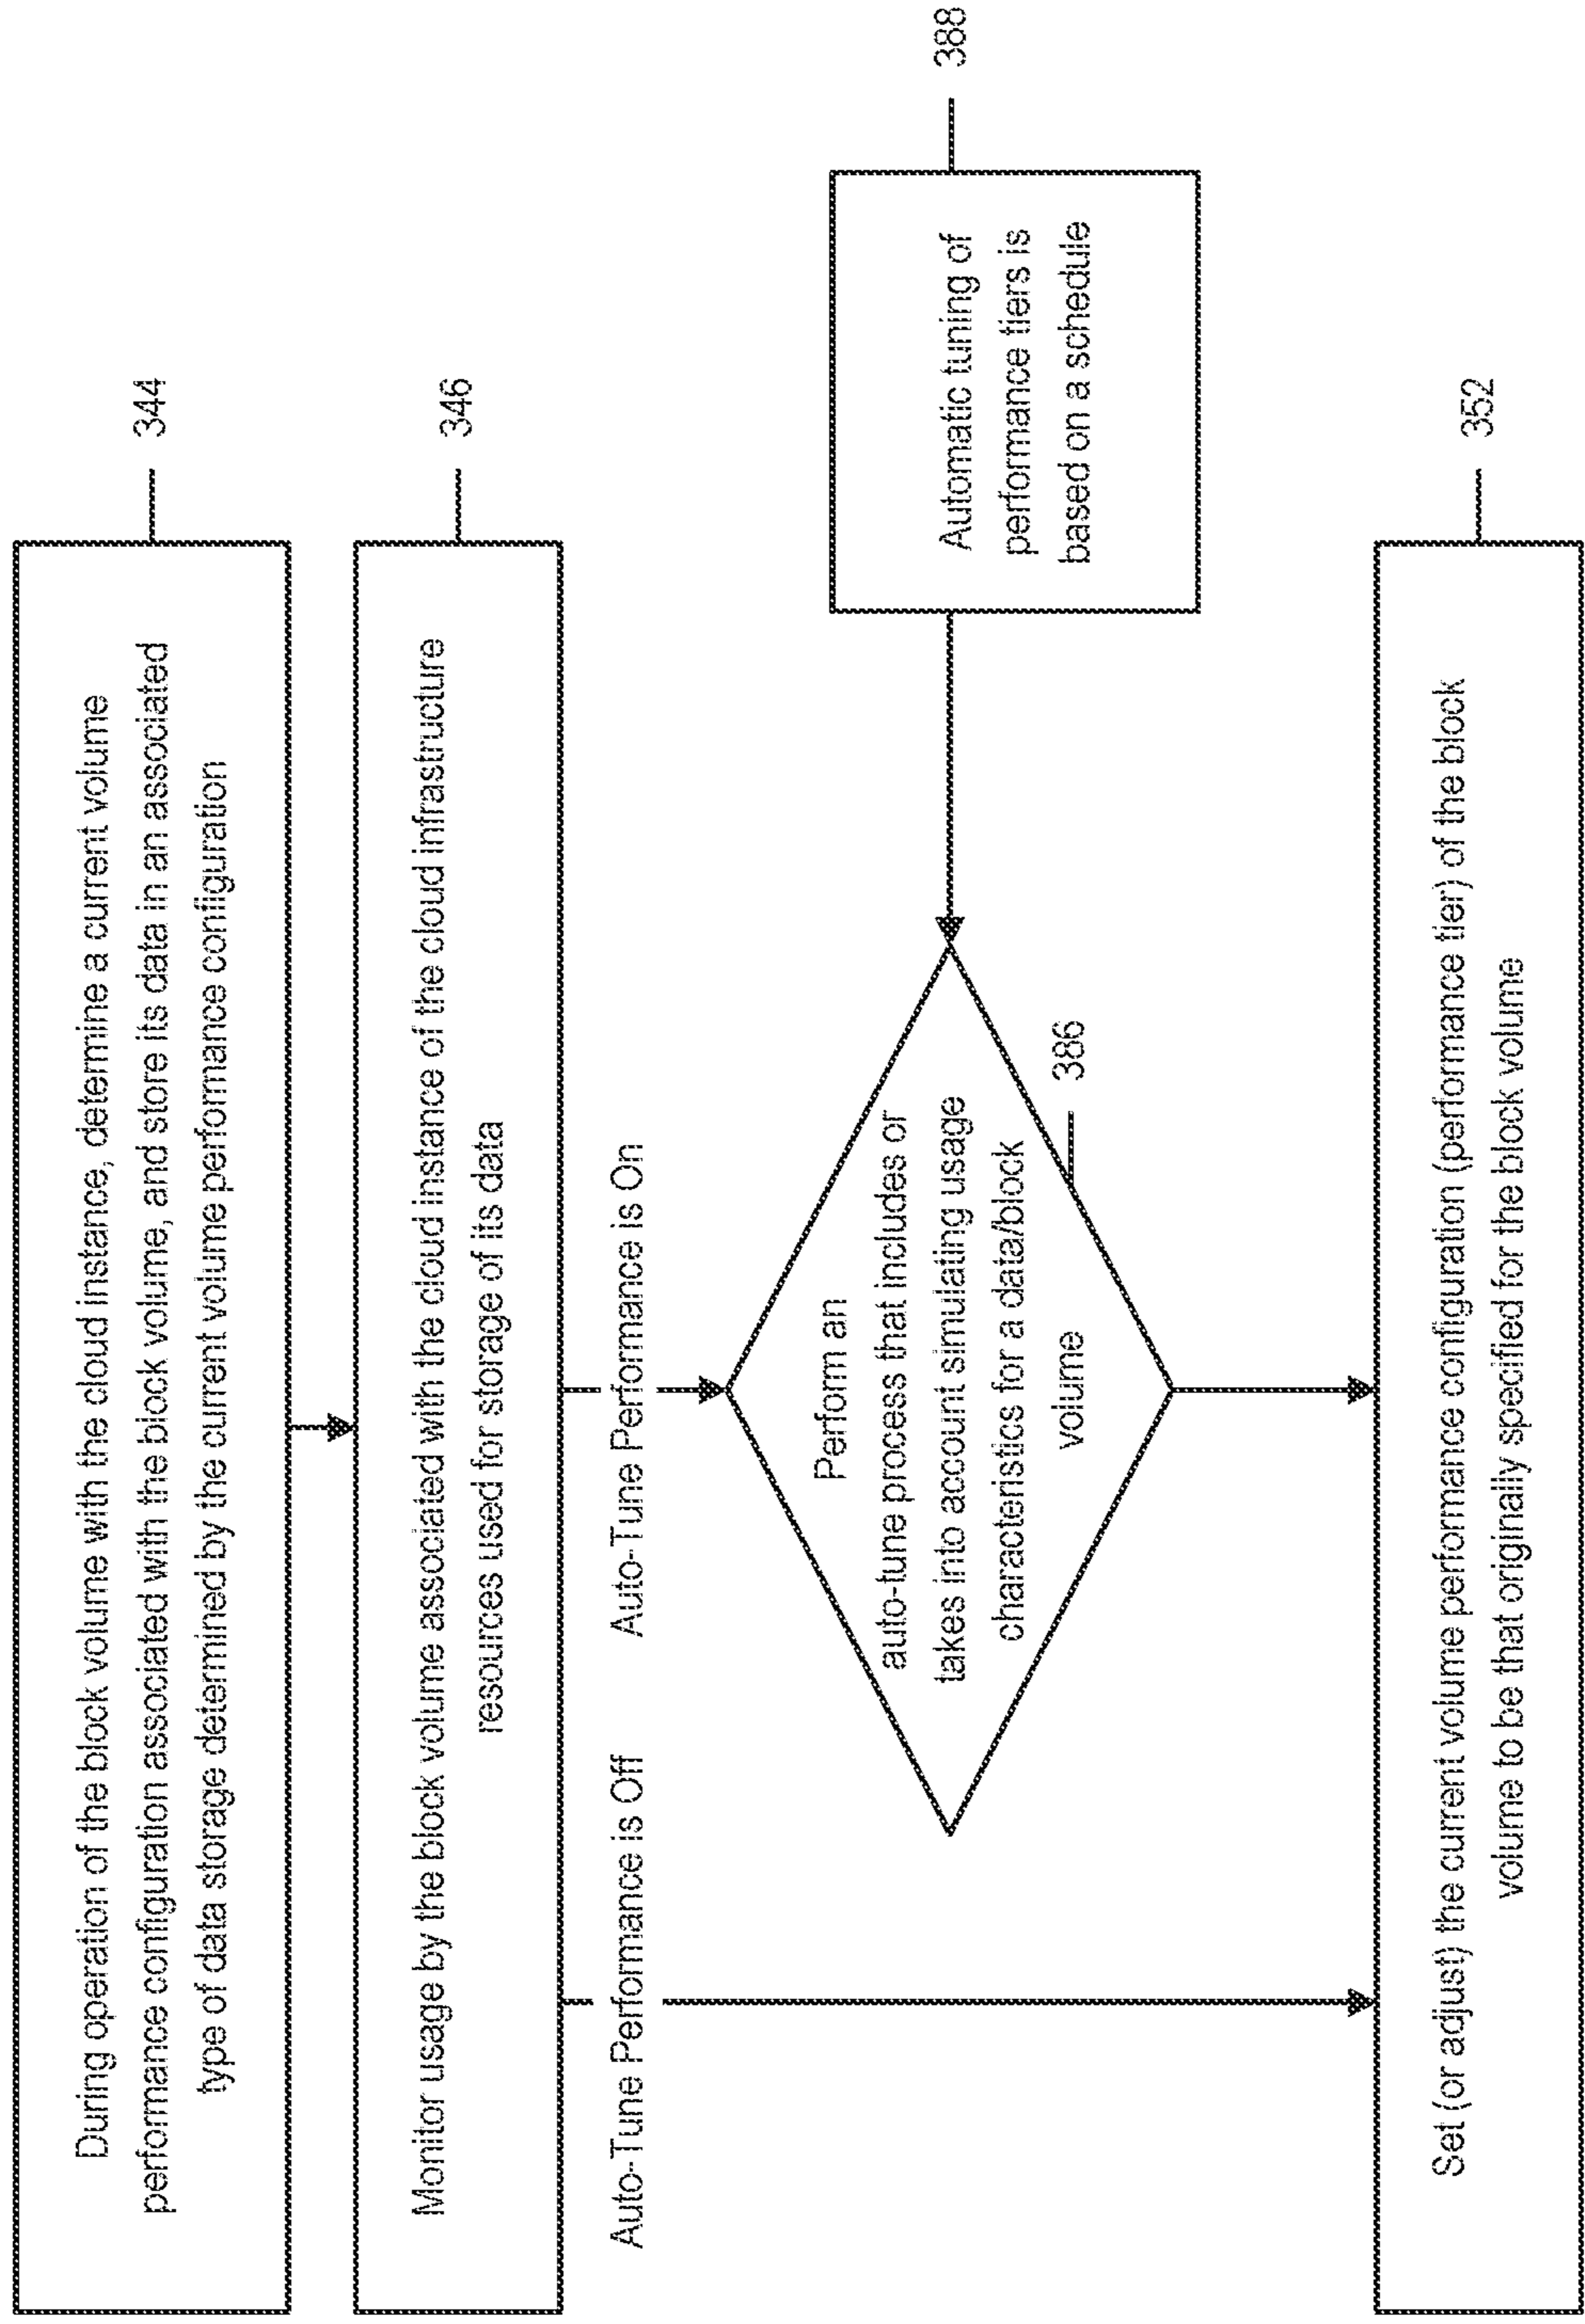 During operation of the block volume with the cloud instance, determine a current volume
performance configuration associated with the block volume, and store its data in an associated
type of data storage determined by the current volume performance configuration
344
Monitor usage by the block volume associated with the cloud instance of the cloud infrastructure
resources used for storage of its data
346
Auto-Tune Performance is Off
Auto-Tune Performance is On
Perform an
auto-tune process that includes or
takes into account simulating usage
characteristics for a data/block
volume
386
Automatic tuning of
performance tiers is
based on a schedule
388
Set (or adjust) the current volume performance configuration (performance tier) of the block
volume to be that originally specified for the block volume
352